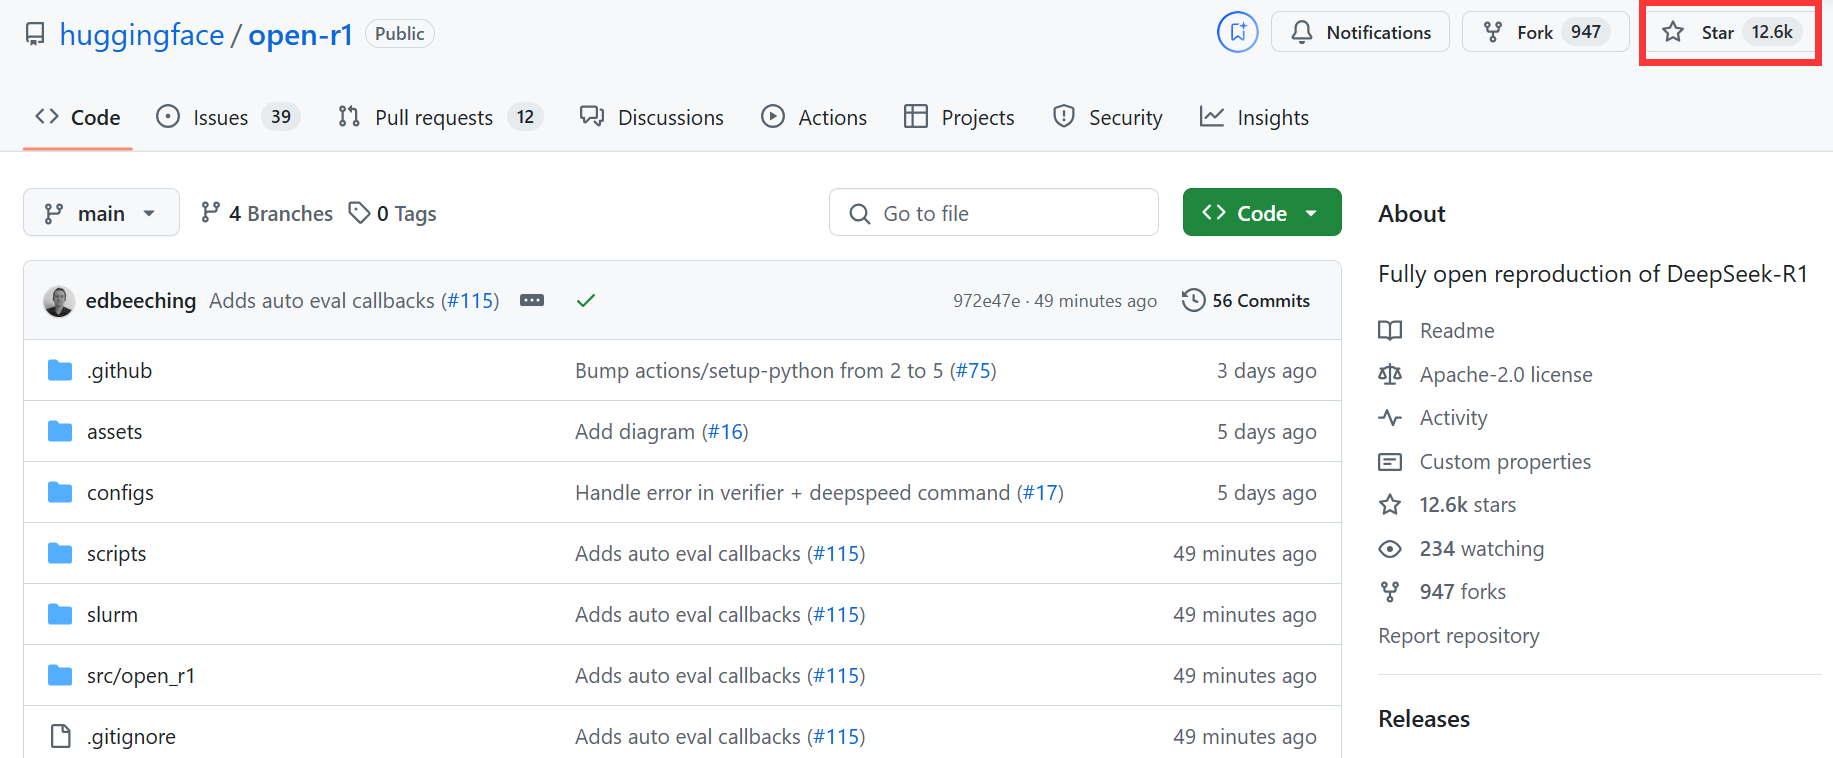 huggingface / open-r1 Public Notifications Fork 947 Star 12.6k
Code Issues 39 Pull requests 12 Discussions Actions Projects Security Insights
main 4 Branches 0 Tags Go to file Code
edbeeching Adds auto eval callbacks (#115) 972e47e · 49 minutes ago 56 Commits
.github Bump actions/setup-python from 2 to 5 (#75) 3 days ago
assets Add diagram (#16) 5 days ago
configs Handle error in verifier + deepspeed command (#17) 5 days ago
scripts Adds auto eval callbacks (#115) 49 minutes ago
slurm Adds auto eval callbacks (#115) 49 minutes ago
src/open_r1 Adds auto eval callbacks (#115) 49 minutes ago
.gitignore Adds auto eval callbacks (#115) 49 minutes ago
About
Fully open reproduction of DeepSeek-R1
Readme
Apache-2.0 license
Activity
Custom properties
12.6k stars
234 watching
947 forks
Report repository
Releases